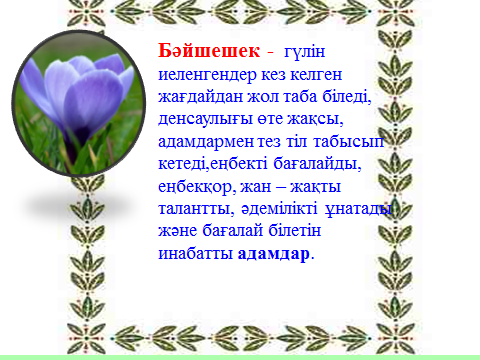 Бәйшешек - гүлін
иеленгендер кез келген
жағдайдан жол таба біледі,
денсаулығы өте жақсы,
адамдармен тез тіл табысып
кетеді,еңбекті бағалайды,
еңбекқор, жан – жақты
талантты, әдемілікті ұнатады
және бағалай білетін
инабатты адамдар.